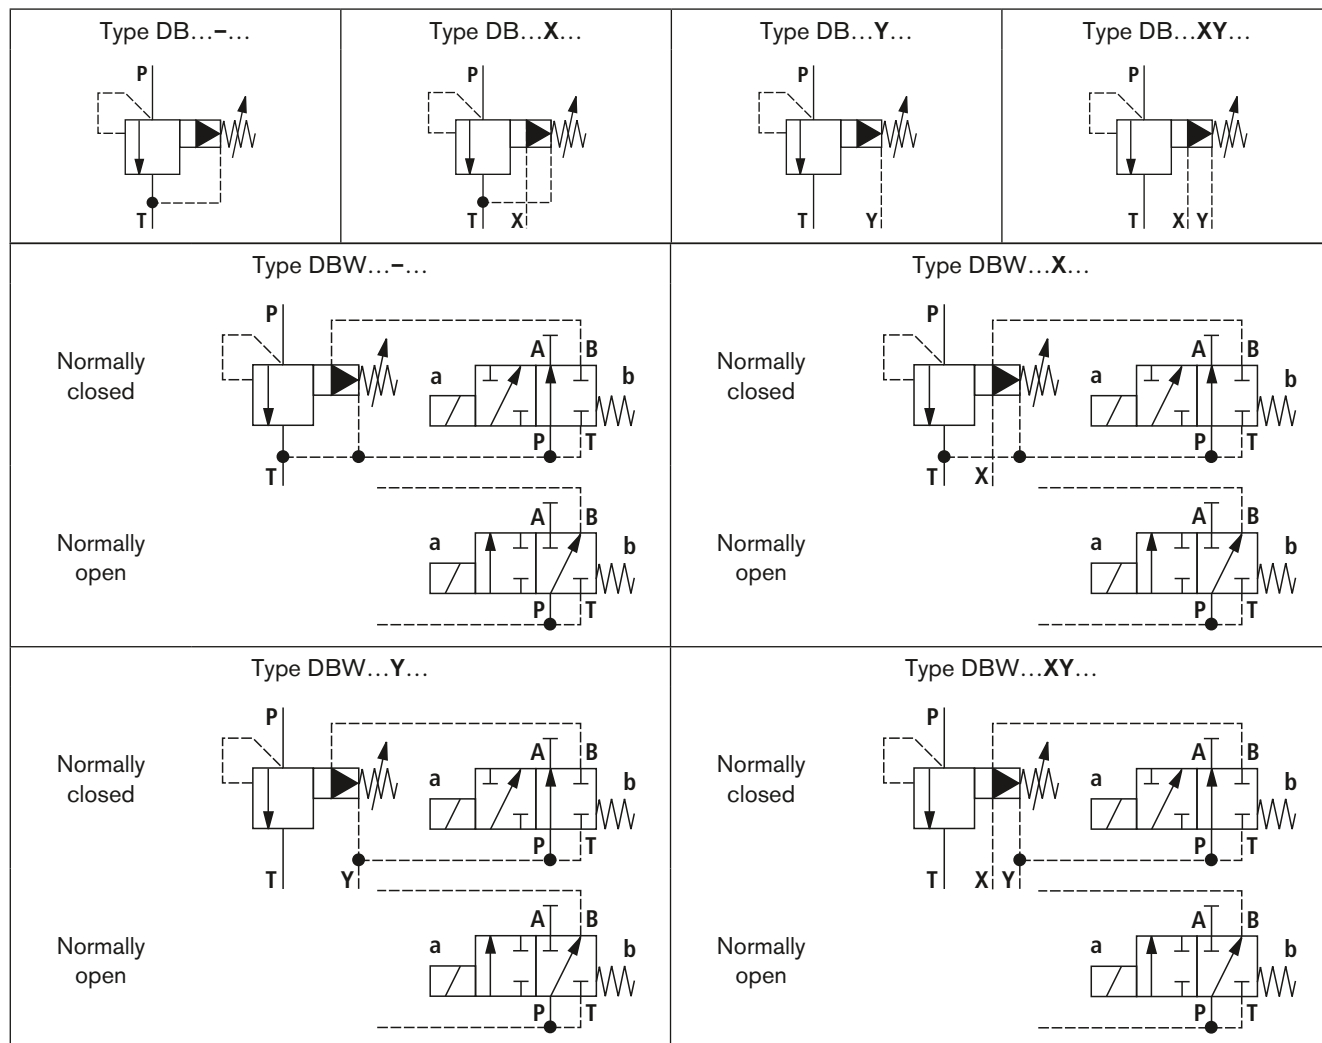 Type DB...–...
Type DB...X...
Type DB...Y...
Type DB...XY...
P
P
P
P
T
T X
T Y
T X Y
Type DBW...–...
Type DBW...X...
P
P
A B
A B
Normally
closed
a
b
Normally
closed
a
b
P T
P T
T
T X
A B
A B
Normally
open
a
b
Normally
open
a
b
P T
P T
Type DBW...Y...
Type DBW...XY...
P
P
A B
A B
Normally
closed
a
b
Normally
closed
a
b
P T
P T
T Y
T X Y
A B
A B
Normally
open
a
b
Normally
open
a
b
P T
P T